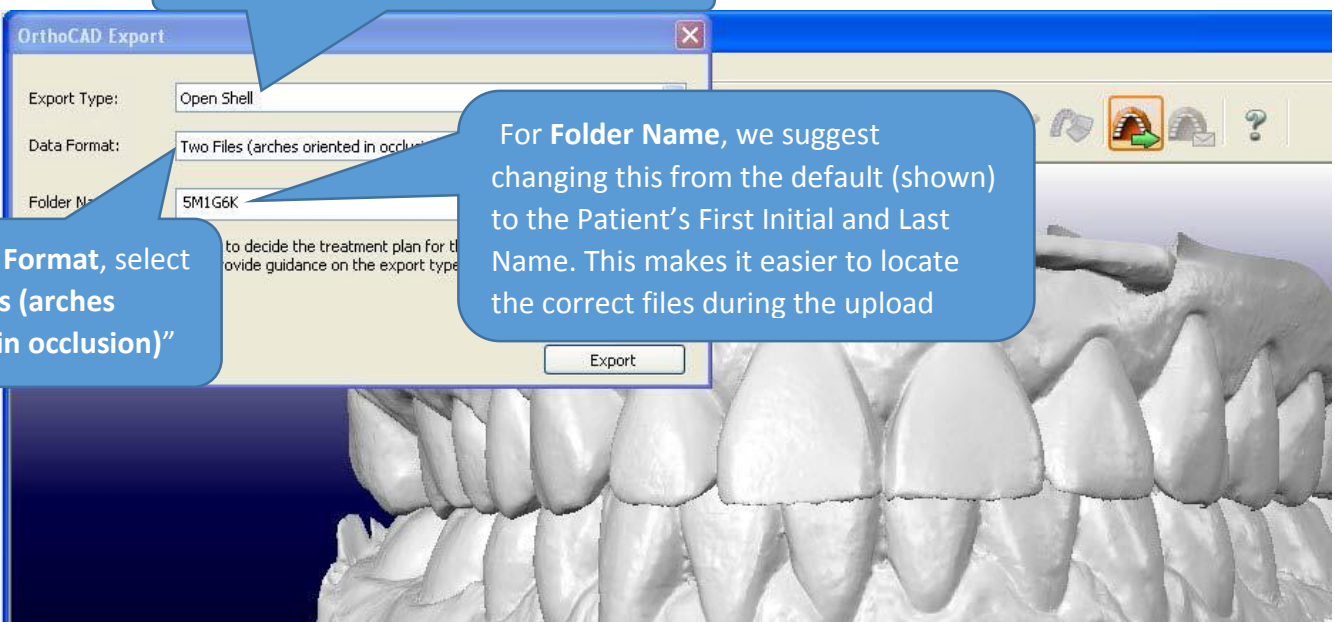 OrthoCAD Export
Export Type: Open Shell
Data Format: Two Files (arches oriented in
Folder 5M1G6K
For Folder Name, we suggest
changing this from the default (shown)
to the Patient’s First Initial and Last
Name. This makes it easier to locate
the correct files during the upload
to decide the treatment plan for
guidance on the export type
Format, select
(arches
in occlusion)”
Export
?